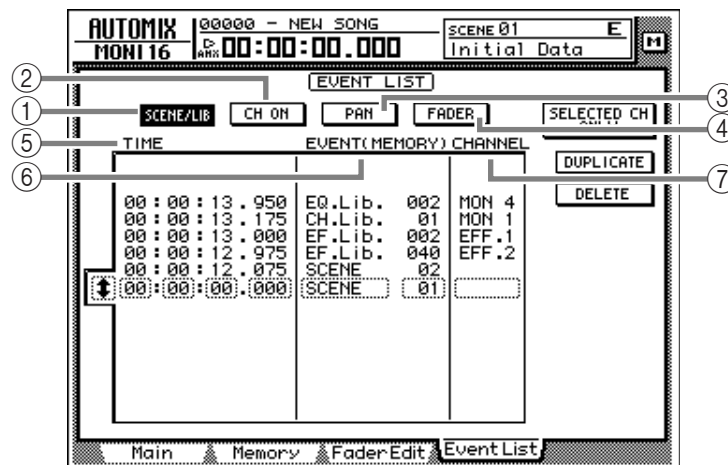 AUTOMIX
MONI 16
00000 - NEW SONG
AMX 00:00:00.000
SCENE 01 E
Initial Data
M
EVENT LIST
② ③
① SCENE/LIB CH ON PAN FADER SELECTED CH
④
⑤ TIME EVENT(MEMORY) CHANNEL
DUPLICATE
⑥ ⑦
DELETE
00:00:13.950 EQ.Lib. 002 MON 4
00:00:13.175 CH.Lib. 01 MON 1
00:00:13.000 EF.Lib. 002 EFF.1
00:00:12.975 EF.Lib. 040 EFF.2
00:00:12.075 SCENE 02
00:00:00.000 SCENE 01
Main Memory Fader Edit Event List